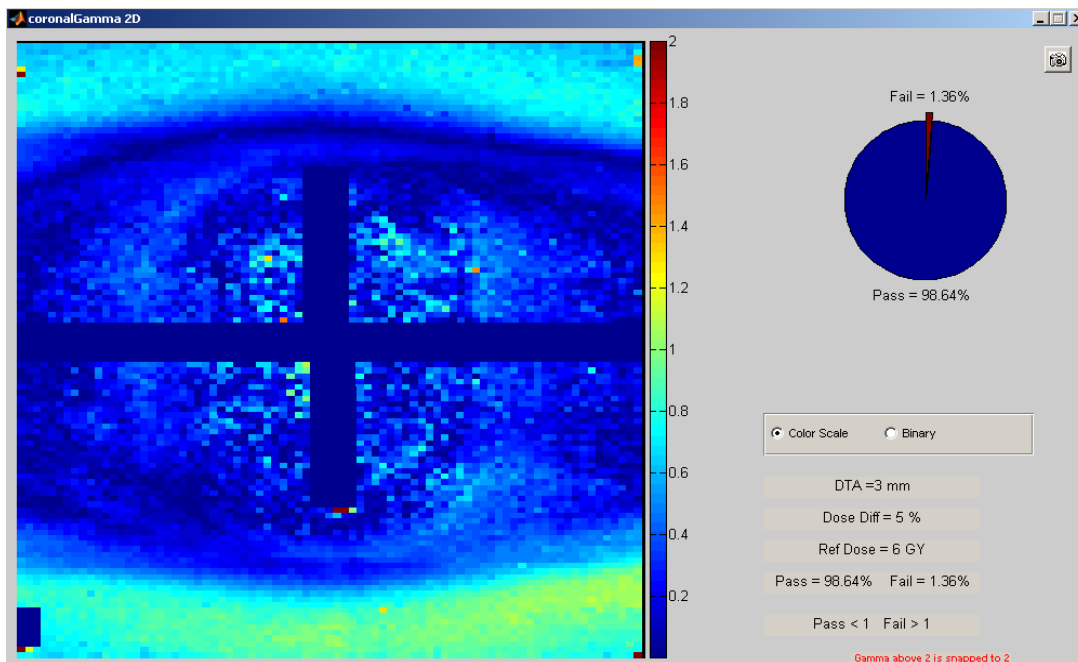 coronalGamma 2D
2
1.8
1.6
1.4
1.2
1
0.8
0.6
0.4
0.2
Fail = 1.36%
Pass = 98.64%
Color Scale Binary
DTA =3 mm
Dose Diff = 5 %
Ref Dose = 6 GY
Pass = 98.64% Fail = 1.36%
Pass < 1 Fail > 1
Gamma above 2 is snapped to 2